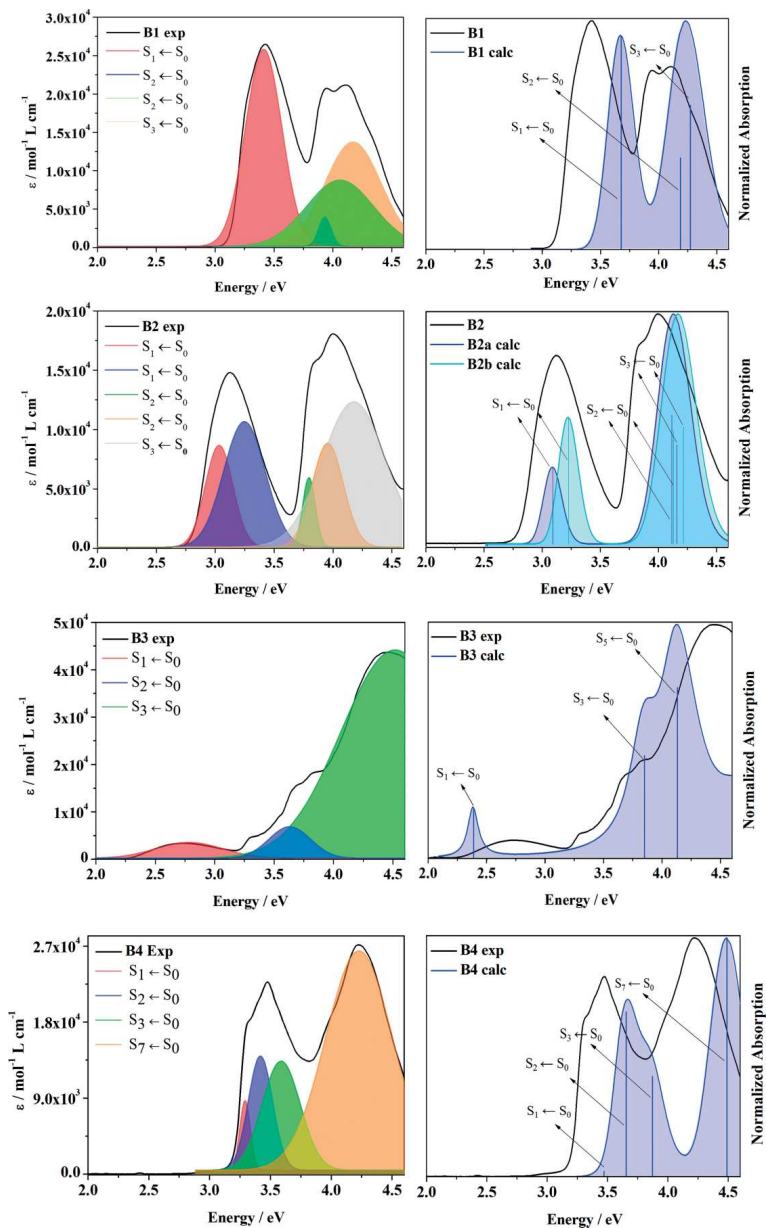 3.0x10⁴
2.5x10⁴
2.0x10⁴
1.5x10⁴
1.0x10⁴
5.0x10³
0.0
ε / mol⁻¹ L cm⁻¹
B1 exp
S₁ ← S₀
S₂ ← S₀
S₂ ← S₀
S₃ ← S₀
2.0 2.5 3.0 3.5 4.0 4.5
Energy / eV
B1
B1 calc
S₃ ← S₀
S₂ ← S₀
S₁ ← S₀
2.0 2.5 3.0 3.5 4.0 4.5
Energy / eV
Normalized Absorption
2.0x10⁴
1.5x10⁴
1.0x10⁴
5.0x10³
0.0
ε / mol⁻¹ L cm⁻¹
B2 exp
S₁ ← S₀
S₁ ← S₀
S₂ ← S₀
S₂ ← S₀
S₃ ← S₀
2.0 2.5 3.0 3.5 4.0 4.5
Energy / eV
B2
B2a calc
B2b calc
S₃ ← S₀
S₁ ← S₀
S₂ ← S₀
2.0 2.5 3.0 3.5 4.0 4.5
Energy / eV
Normalized Absorption
5x10⁴
4x10⁴
3x10⁴
2x10⁴
1x10⁴
0
ε / mol⁻¹ L cm⁻¹
B3 exp
S₁ ← S₀
S₂ ← S₀
S₃ ← S₀
2.0 2.5 3.0 3.5 4.0 4.5
Energy / eV
B3 exp
B3 calc
S₅ ← S₀
S₃ ← S₀
S₁ ← S₀
2.0 2.5 3.0 3.5 4.0 4.5
Energy / eV
Normalized Absorption
2.7x10⁴
1.8x10⁴
9.0x10³
0.0
ε / mol⁻¹ L cm⁻¹
B4 Exp
S₁ ← S₀
S₂ ← S₀
S₃ ← S₀
S₇ ← S₀
2.0 2.5 3.0 3.5 4.0 4.5
Energy / eV
B4 exp
B4 calc
S₇ ← S₀
S₃ ← S₀
S₂ ← S₀
S₁ ← S₀
2.0 2.5 3.0 3.5 4.0 4.5
Energy / eV
Normalized Absorption